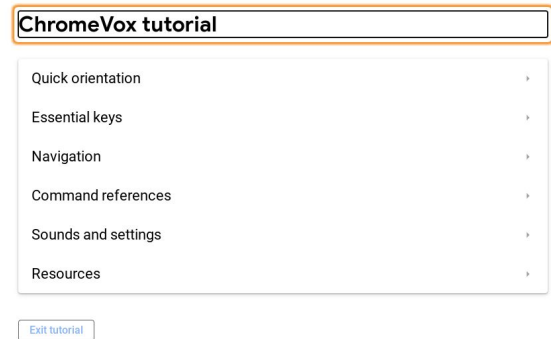 ChromeVox tutorial
Quick orientation
Essential keys
Navigation
Command references
Sounds and settings
Resources
Exit tutorial